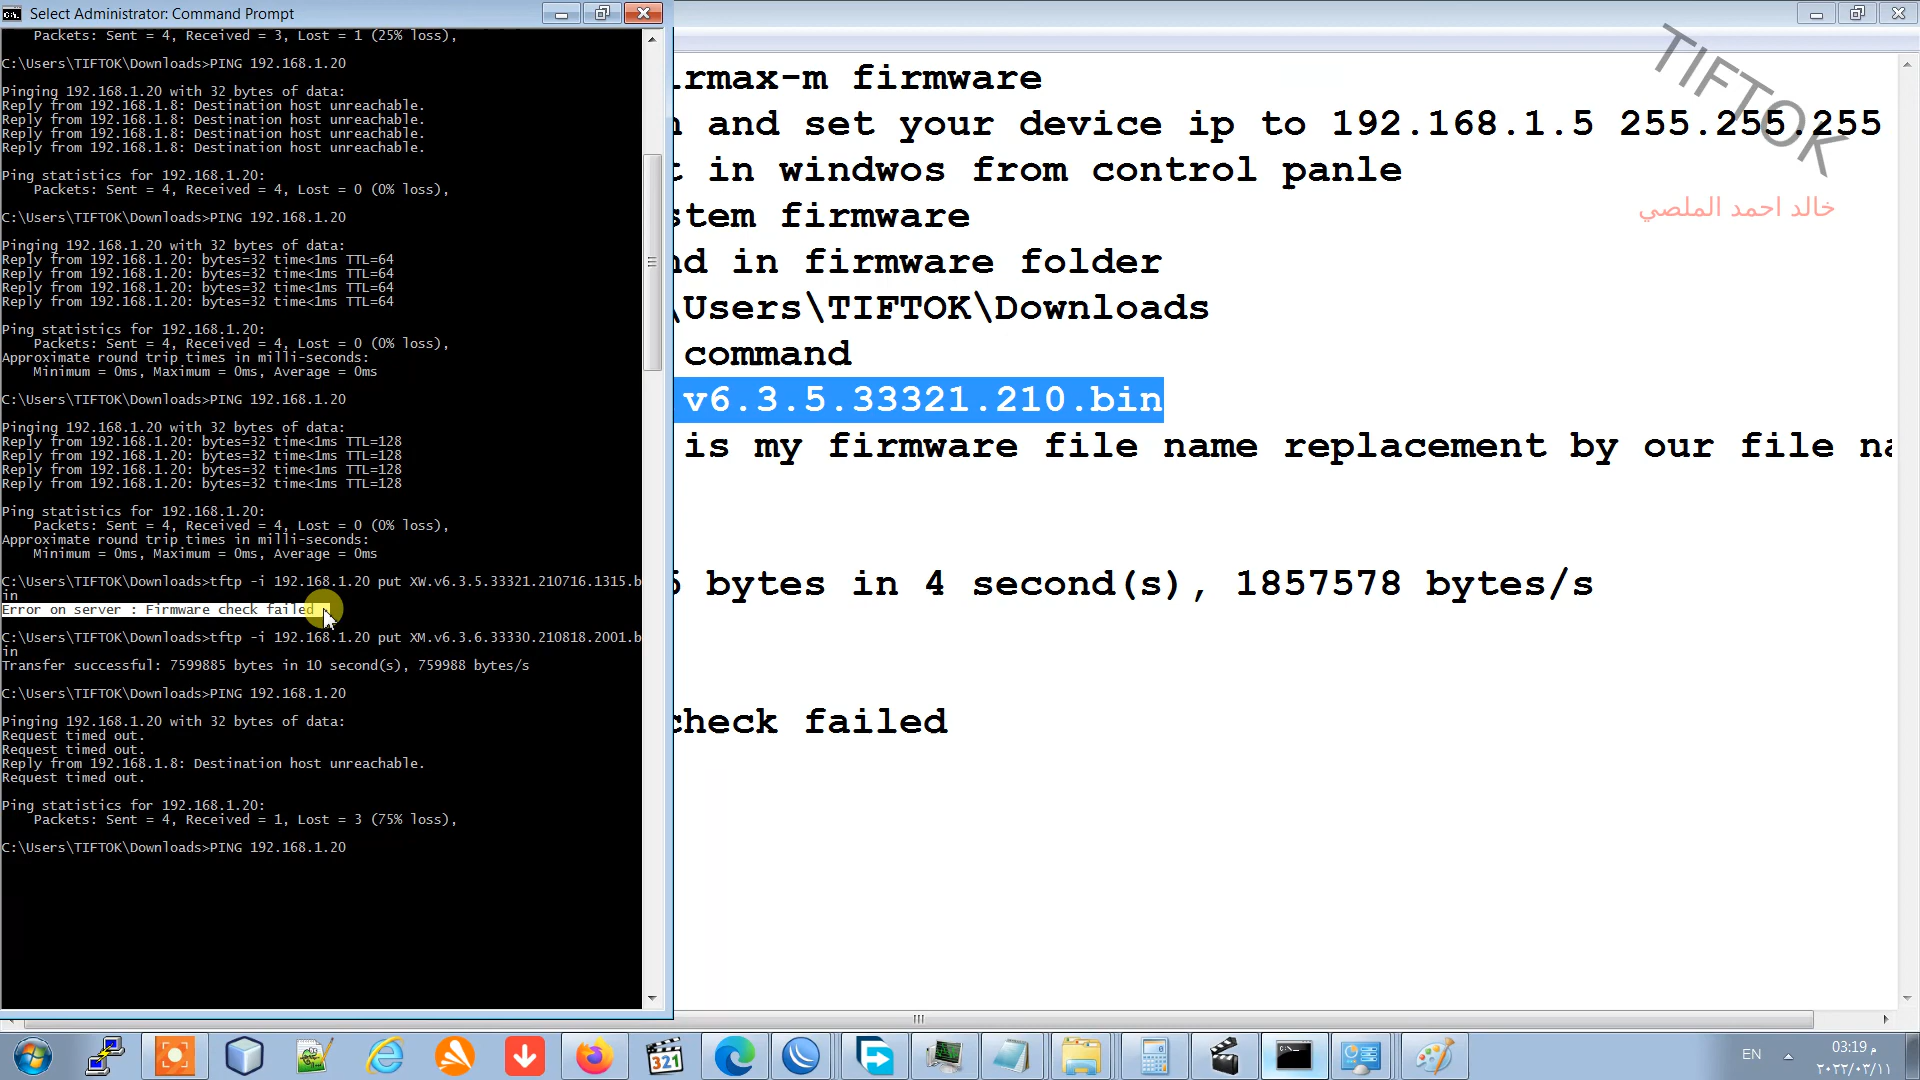 Select Administrator: Command Prompt
Packets: Sent = 4, Received = 3, Lost = 1 (25% loss),
C:\Users\TIFTOK\Downloads>PING 192.168.1.20
Pinging 192.168.1.20 with 32 bytes of data:
Reply from 192.168.1.8: Destination host unreachable.
Reply from 192.168.1.8: Destination host unreachable.
Reply from 192.168.1.8: Destination host unreachable.
Reply from 192.168.1.8: Destination host unreachable.
Ping statistics for 192.168.1.20:
Packets: Sent = 4, Received = 4, Lost = 0 (0% loss),
C:\Users\TIFTOK\Downloads>PING 192.168.1.20
Pinging 192.168.1.20 with 32 bytes of data:
Reply from 192.168.1.20: bytes=32 time<1ms TTL=64
Reply from 192.168.1.20: bytes=32 time<1ms TTL=64
Reply from 192.168.1.20: bytes=32 time<1ms TTL=64
Reply from 192.168.1.20: bytes=32 time<1ms TTL=64
Ping statistics for 192.168.1.20:
Packets: Sent = 4, Received = 4, Lost = 0 (0% loss),
Approximate round trip times in milli-seconds:
Minimum = 0ms, Maximum = 0ms, Average = 0ms
C:\Users\TIFTOK\Downloads>PING 192.168.1.20
Pinging 192.168.1.20 with 32 bytes of data:
Reply from 192.168.1.20: bytes=32 time<1ms TTL=128
Reply from 192.168.1.20: bytes=32 time<1ms TTL=128
Reply from 192.168.1.20: bytes=32 time<1ms TTL=128
Reply from 192.168.1.20: bytes=32 time<1ms TTL=128
Ping statistics for 192.168.1.20:
Packets: Sent = 4, Received = 4, Lost = 0 (0% loss),
Approximate round trip times in milli-seconds:
Minimum = 0ms, Maximum = 0ms, Average = 0ms
C:\Users\TIFTOK\Downloads>tftp -i 192.168.1.20 put XW.v6.3.5.33321.210716.1315.b
in
Error on server : Firmware check failed
C:\Users\TIFTOK\Downloads>tftp -i 192.168.1.20 put XM.v6.3.6.33330.210818.2001.b
in
Transfer successful: 7599885 bytes in 10 second(s), 759988 bytes/s
C:\Users\TIFTOK\Downloads>PING 192.168.1.20
Pinging 192.168.1.20 with 32 bytes of data:
Request timed out.
Request timed out.
Reply from 192.168.1.8: Destination host unreachable.
Request timed out.
Ping statistics for 192.168.1.20:
Packets: Sent = 4, Received = 1, Lost = 3 (75% loss),
C:\Users\TIFTOK\Downloads>PING 192.168.1.20
rmax-m firmware
and set your device ip to 192.168.1.5 255.255.255
in windwos from control panle
stem firmware
nd in firmware folder
\Users\TIFTOK\Downloads
command
v6.3.5.33321.210.bin
is my firmware file name replacement by our file na
bytes in 4 second(s), 1857578 bytes/s
check failed
TIFTOK
خالد احمد الملصي
321
EN
03:19 م
٢٠٢٢/٠٣/١١